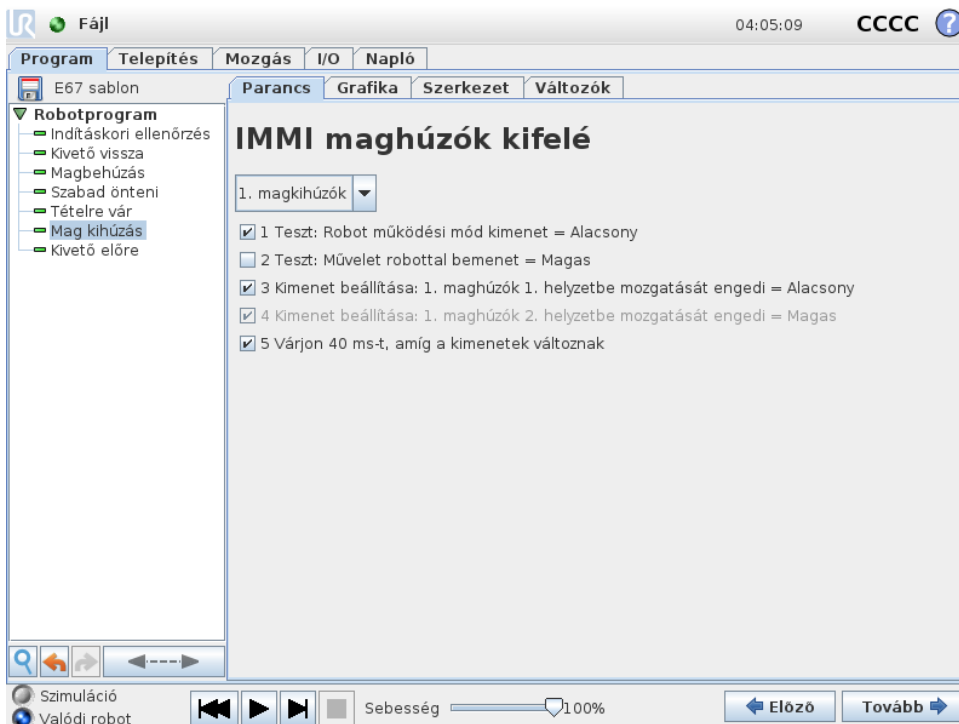 UR Fájl 04:05:09 CCCC ?
Program Telepítés Mozgás I/O Napló
E67 sablon
Parancs Grafika Szerkezet Változók
Robotprogram
Indításkori ellenőrzés
Kivető vissza
Magbehúzás
Szabad önteni
Tételre vár
Mag kihúzás
Kivető előre
IMMI maghúzók kifelé
1. magkihúzók
1 Teszt: Robot működési mód kimenet = Alacsony
2 Teszt: Művelet robottal bemenet = Magas
3 Kimenet beállítása: 1. maghúzók 1. helyzetbe mozgatását engedi = Alacsony
4 Kimenet beállítása: 1. maghúzók 2. helyzetbe mozgatását engedi = Magas
5 Várjon 40 ms-t, amíg a kimenetek változnak
Szimuláció
Valódi robot
Sebesség 100%
Elöző Tovább